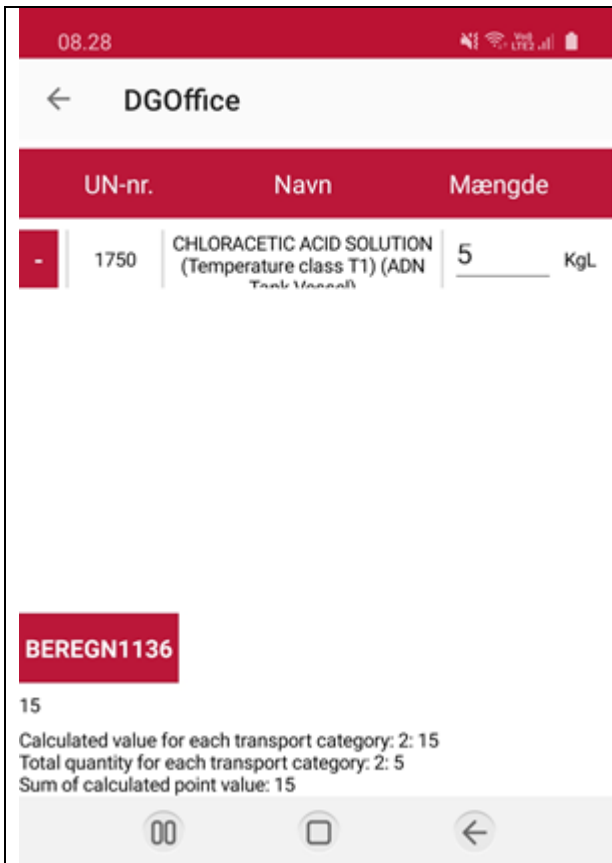 08.28
DGOffice
UN-nr. Navn Mængde
- 1750 CHLORACETIC ACID SOLUTION 5 KgL
(Temperature class T1) (ADN
Tank Vessel)
BEREGN1136
15
Calculated value for each transport category: 2: 15
Total quantity for each transport category: 2: 5
Sum of calculated point value: 15